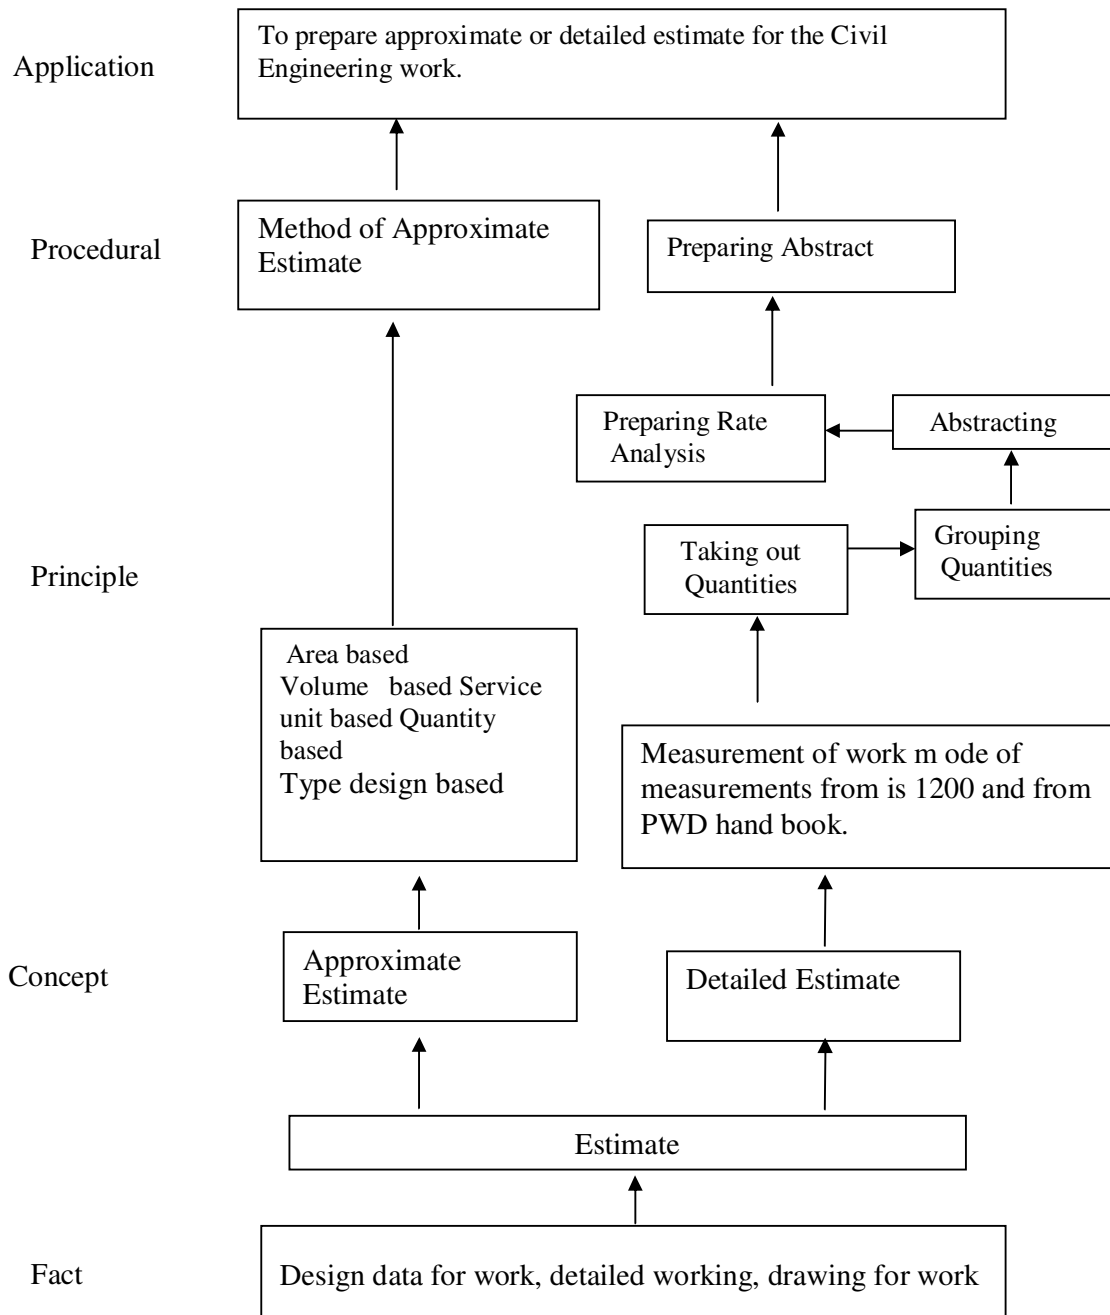 Application
To prepare approximate or detailed estimate for the Civil
Engineering work.
Procedural
Method of Approximate
Estimate
Preparing Abstract
Preparing Rate
Analysis
Abstracting
Principle
Taking out
Quantities
Grouping
Quantities
Area based
Volume based Service
unit based Quantity
based
Type design based
Measurement of work m ode of
measurements from is 1200 and from
PWD hand book.
Concept
Approximate
Estimate
Detailed Estimate
Estimate
Fact
Design data for work, detailed working, drawing for work